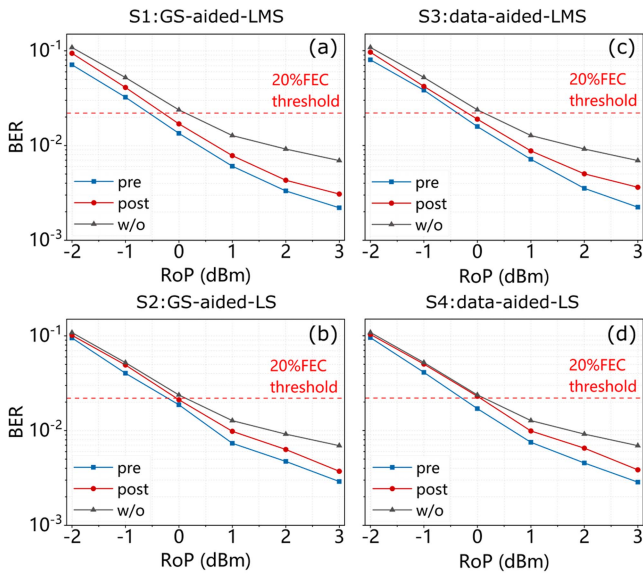 S1:GS-aided-LMS
(a)
10⁻¹
20%FEC
threshold
10⁻²
BER
pre
post
w/o
10⁻³
-2 -1 0 1 2 3
RoP (dBm)
S3:data-aided-LMS
(c)
20%FEC
threshold
pre
post
w/o
-2 -1 0 1 2 3
RoP (dBm)
S2:GS-aided-LS
(b)
10⁻¹
20%FEC
threshold
10⁻²
BER
pre
post
w/o
10⁻³
-2 -1 0 1 2 3
RoP (dBm)
S4:data-aided-LS
(d)
20%FEC
threshold
pre
post
w/o
-2 -1 0 1 2 3
RoP (dBm)